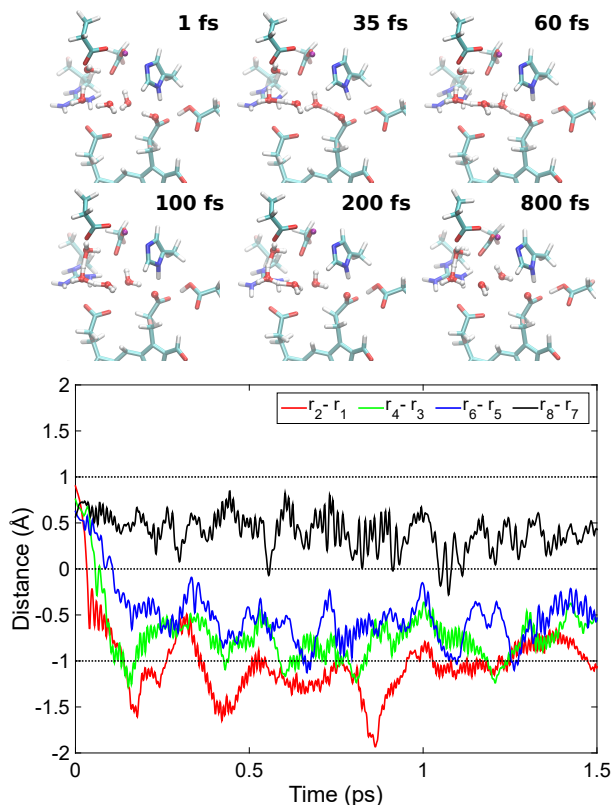 1 fs 35 fs 60 fs
100 fs 200 fs 800 fs
r2- r1 r4- r3 r6- r5 r8- r7
Distance (Å)
2
1.5
1
0.5
0
-0.5
-1
-1.5
-2
0 0.5 1 1.5
Time (ps)